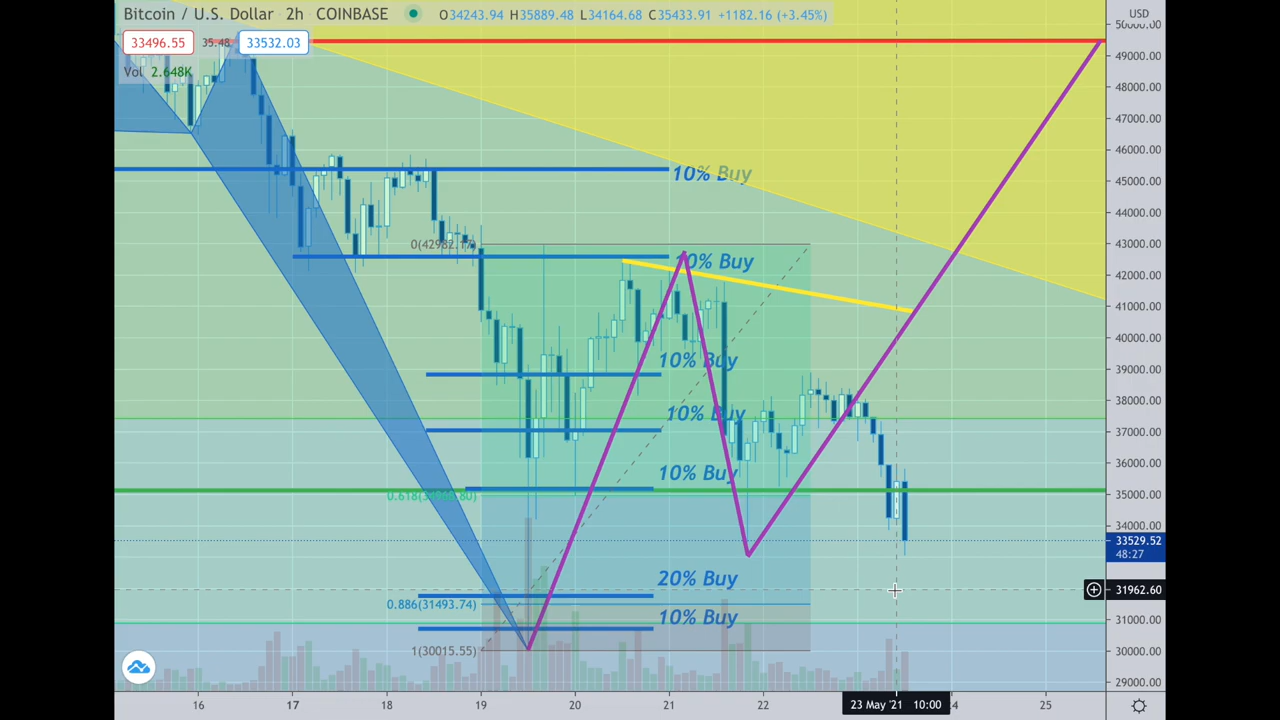 Bitcoin / U.S. Dollar 2h COINBASE O34243.94 H35889.48 L34164.68 C35433.91 +1182.16 (+3.45%)
USD
33496.55 35.48 33532.03
Vol 2.648K
50000.00
49000.00
48000.00
47000.00
46000.00
45000.00
44000.00
43000.00
42000.00
41000.00
40000.00
39000.00
38000.00
37000.00
36000.00
35000.00
34000.00
33529.52
48:27
31962.60
31000.00
30000.00
29000.00
10% Buy
0(42982.17)
10% Buy
10% Buy
10% Buy
10% Buy
20% Buy
0.886(31493.74)
10% Buy
1(30015.55)
16 17 18 19 20 21 22 23 May '21 10:00 25